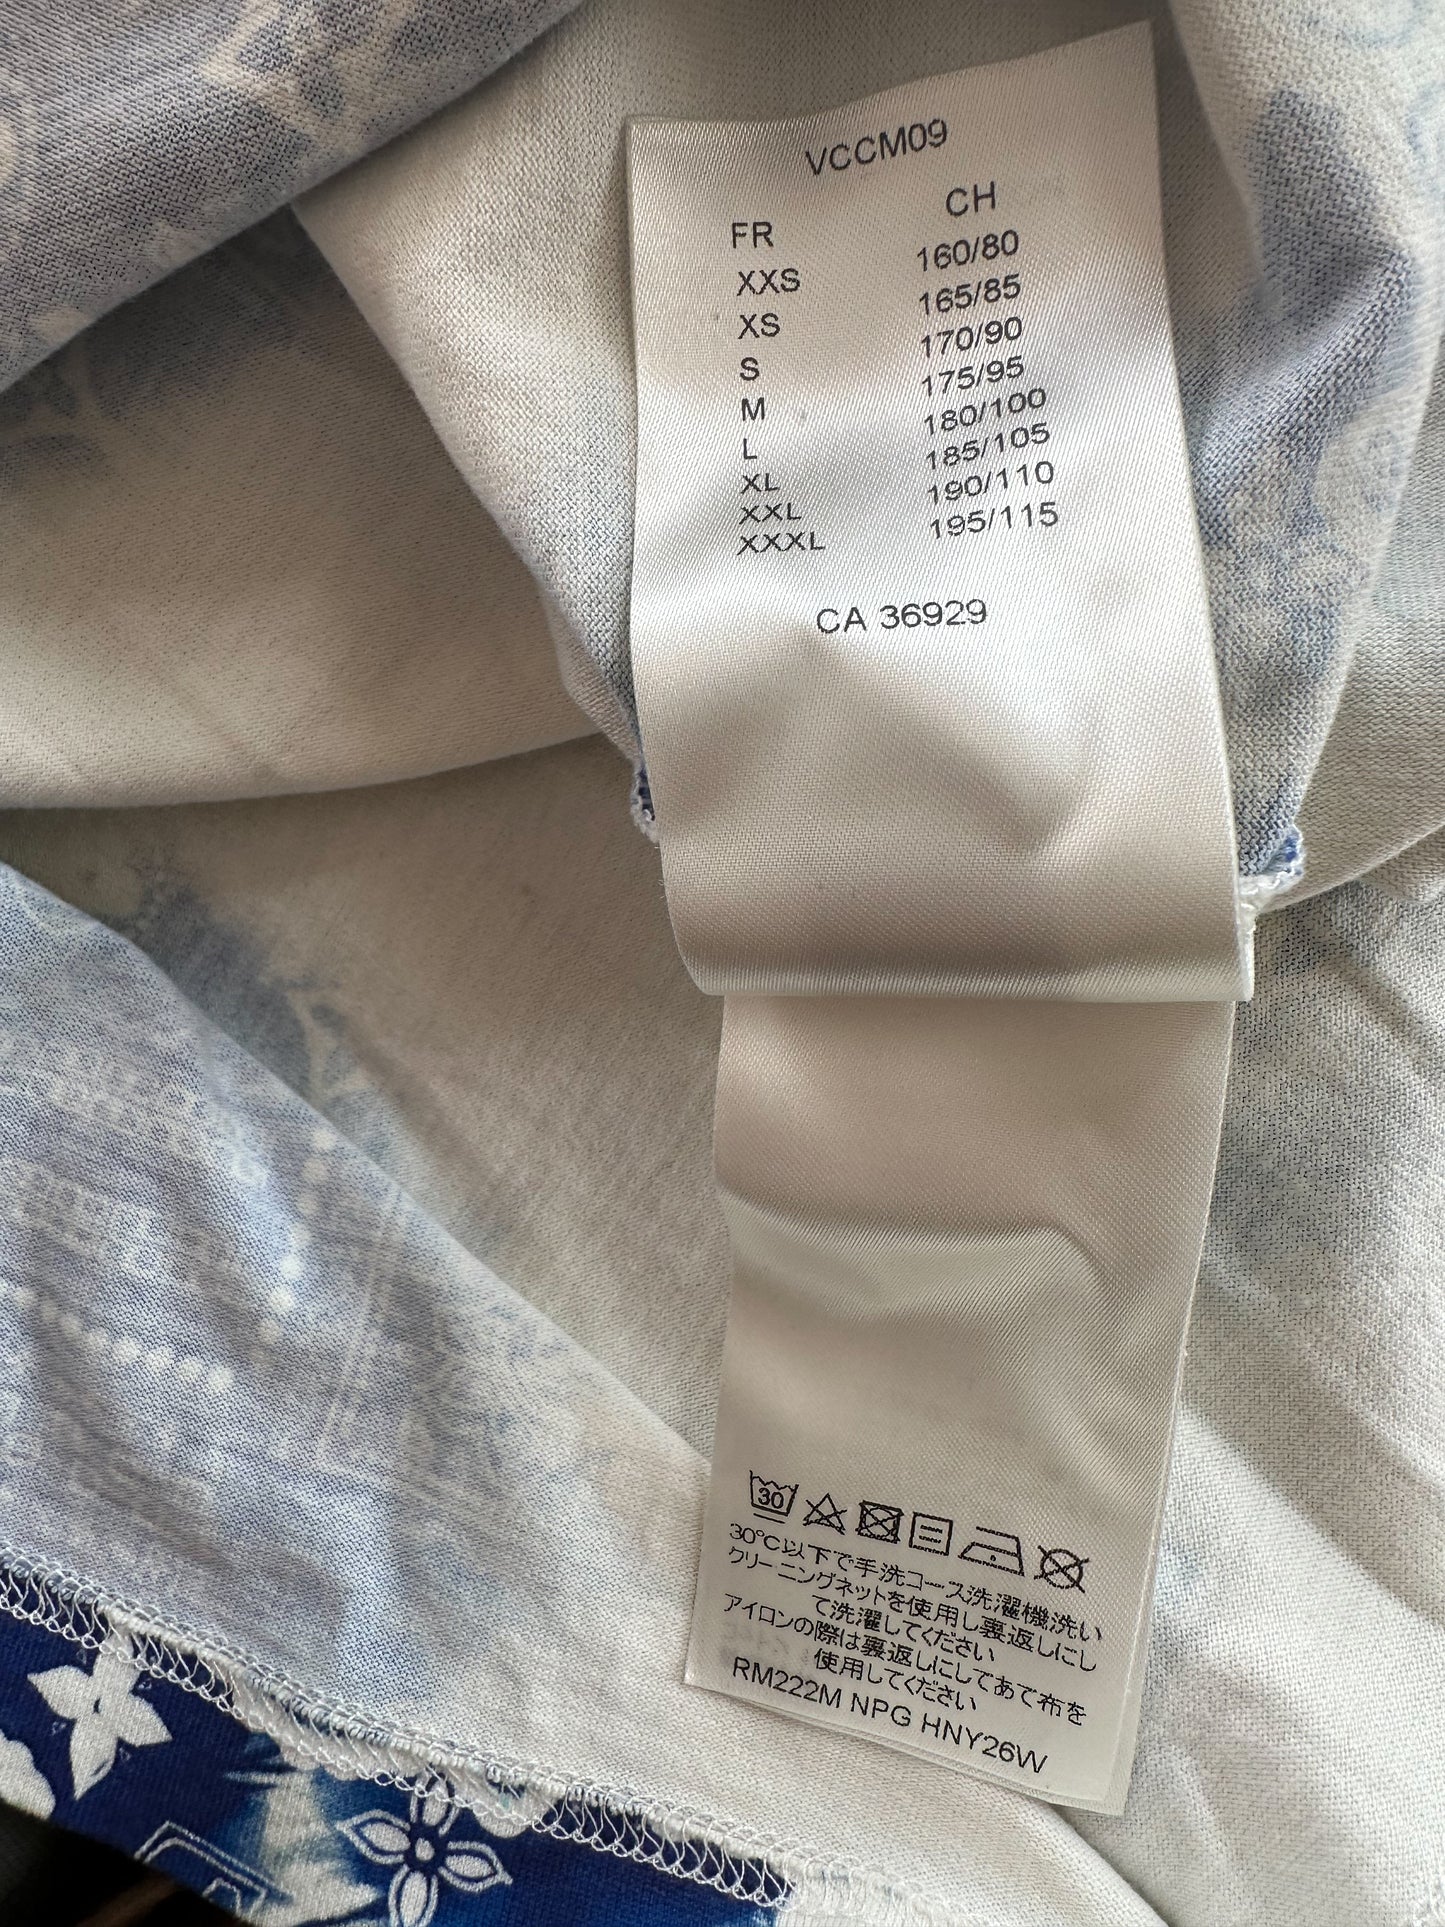 VCCM09
FR CH
XXS 160/80
XS 165/85
S 170/90
M 175/95
L 180/100
XL 185/105
XXL 190/110
XXXL 195/115
CA 36929
30
30℃以下で手洗コース洗濯機洗い
クリーニングネットを使用し裏返しにし
て洗濯してください
アイロンの際は裏返しにしてあて布を
使用してください
RM222M NPG HNY26W